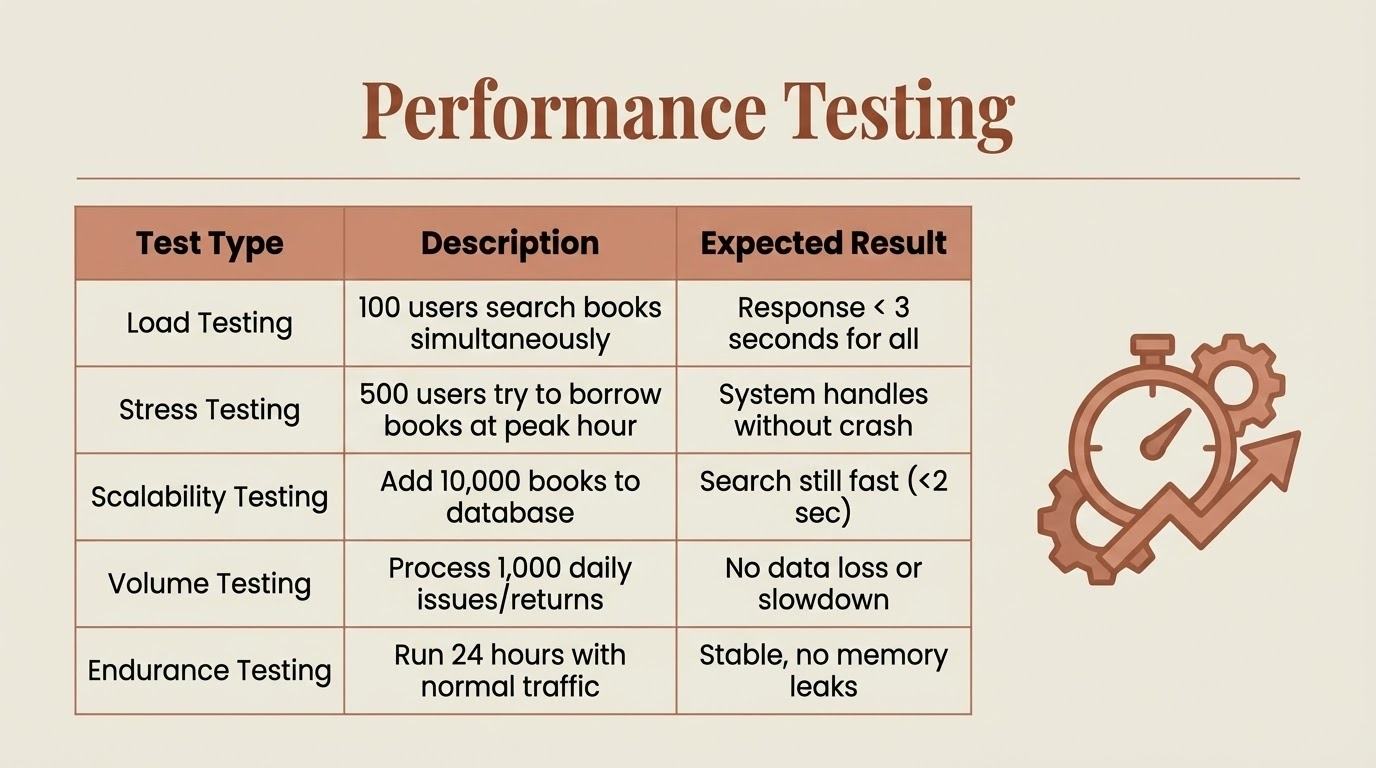 Performance Testing
Test Type
Description
Expected Result
Load Testing
100 users search books
simultaneously
Response < 3
seconds for all
Stress Testing
500 users try to borrow
books at peak hour
System handles
without crash
Scalability Testing
Add 10,000 books to
database
Search still fast (<2
sec)
Volume Testing
Process 1,000 daily
issues/returns
No data loss or
slowdown
Endurance Testing
Run 24 hours with
normal traffic
Stable, no memory
leaks